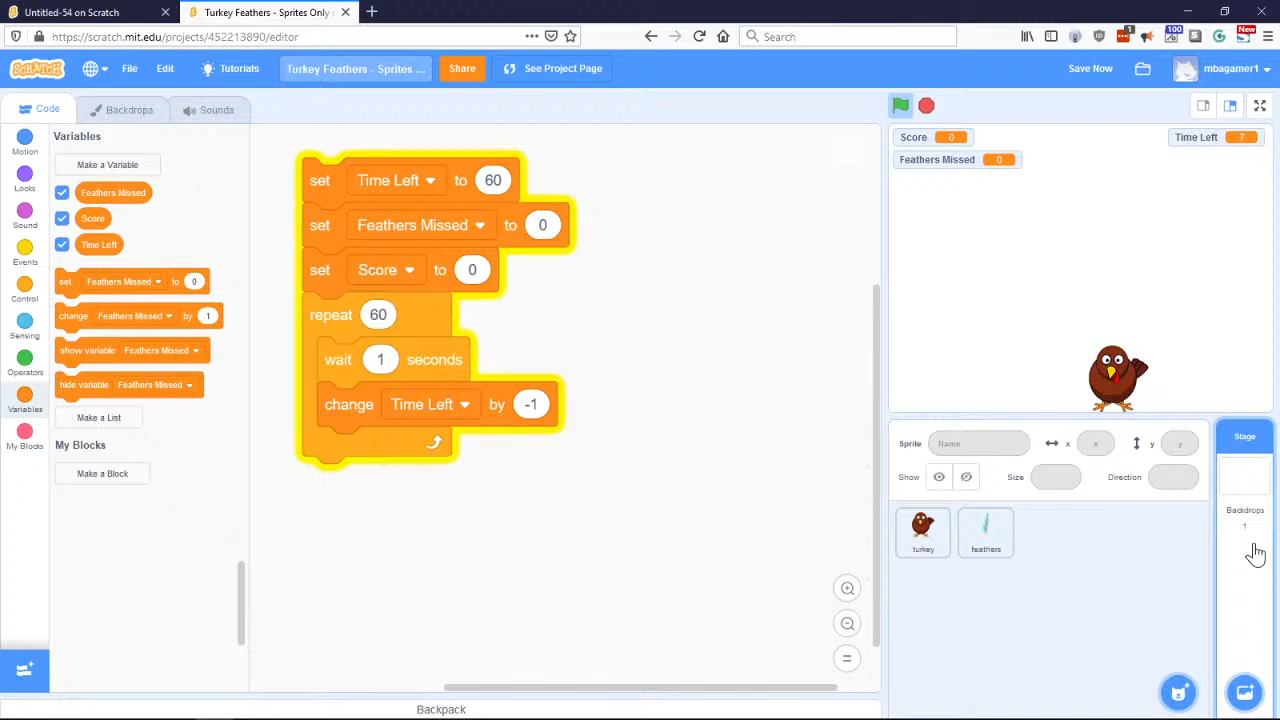 Untitled-54 on Scratch
Turkey Feathers - Sprites Only
https://scratch.mit.edu/projects/452213890/editor
Search
1
100
New
SCRATCH
File
Edit
Tutorials
Turkey Feathers - Sprites ...
Share
See Project Page
Save Now
mbagamer1
Code
Backdrops
Sounds
Motion
Looks
Sound
Events
Control
Sensing
Operators
Variables
My Blocks
Variables
Make a Variable
Feathers Missed
Score
Time Left
set Feathers Missed to 0
change Feathers Missed by 1
show variable Feathers Missed
hide variable Feathers Missed
Make a List
My Blocks
Make a Block
set Time Left to 60
set Feathers Missed to 0
set Score to 0
repeat 60
wait 1 seconds
change Time Left by -1
Score 0
Feathers Missed 0
Time Left 7
Sprite Name x x y y
Show Size Direction
turkey
feathers
Stage
Backdrops
1
Backpack